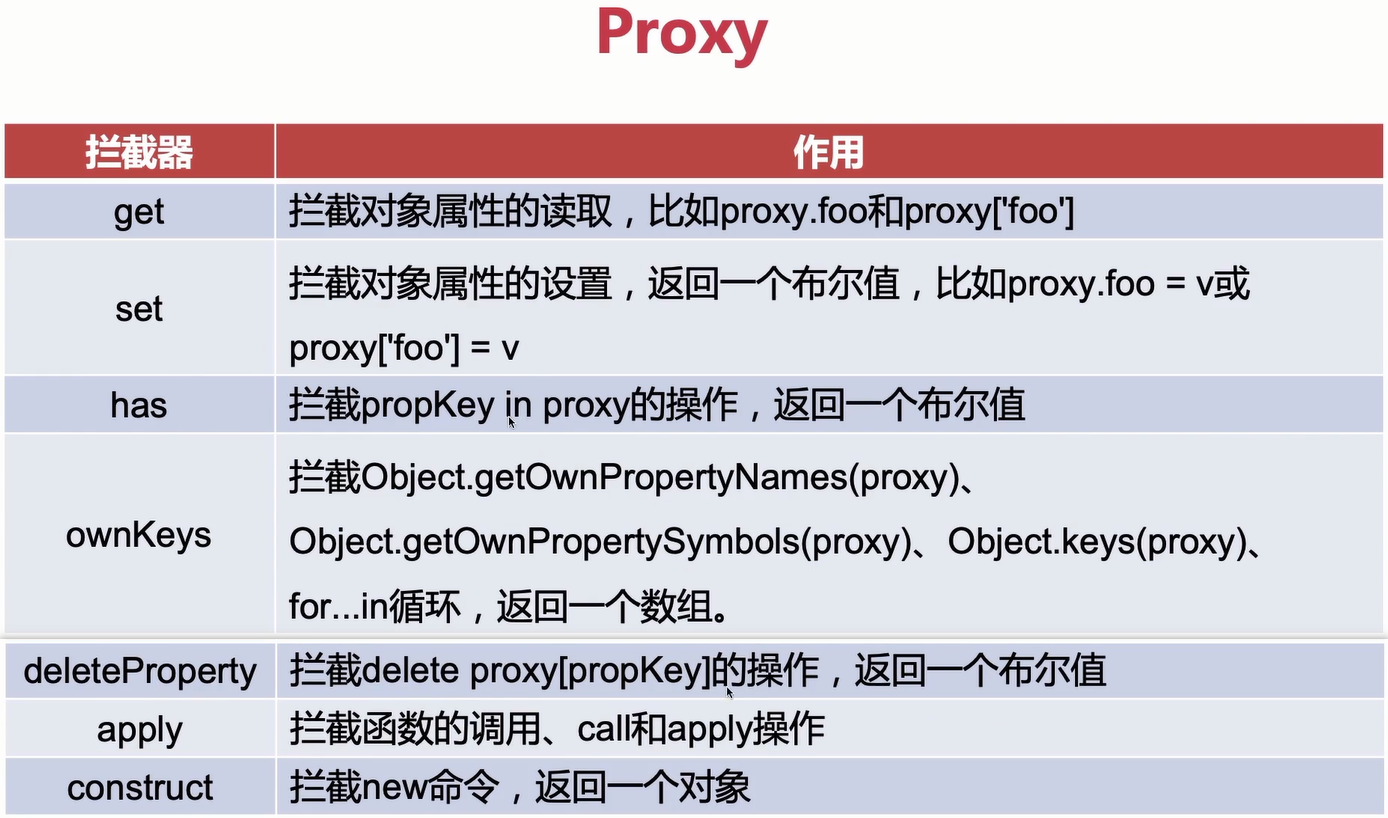 Proxy
拦截器 作用
get 拦截对象属性的读取，比如proxy.foo和proxy['foo']
set 拦截对象属性的设置，返回一个布尔值，比如proxy.foo = v或
proxy['foo'] = v
has 拦截propKey in proxy的操作，返回一个布尔值
ownKeys 拦截Object.getOwnPropertyNames(proxy)、
Object.getOwnPropertySymbols(proxy)、Object.keys(proxy)、
for...in循环，返回一个数组。
deleteProperty 拦截delete proxy[propKey]的操作，返回一个布尔值
apply 拦截函数的调用、call和apply操作
construct 拦截new命令，返回一个对象